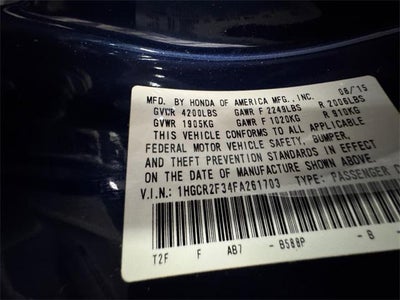 MFD. BY HONDA OF AMERICA MFG., INC. 08/15
GVCR 4200LBS GAWR F 2249LBS R 2006LBS
GVWR 1905KG GAWR F 1020KG R 910KG
THIS VEHICLE CONFORMS TO ALL APPLICABLE
FEDERAL MOTOR VEHICLE SAFETY, BUMPER,
AND THEFT PREVENTION STANDARDS IN EFFECT
ON THE DATE OF MANUFACTURE SHOWN ABOVE.
V.I.N.: 1HGCR2F34FA261703 TYPE: PASSENGER
T2F F AB7 - B588P - B